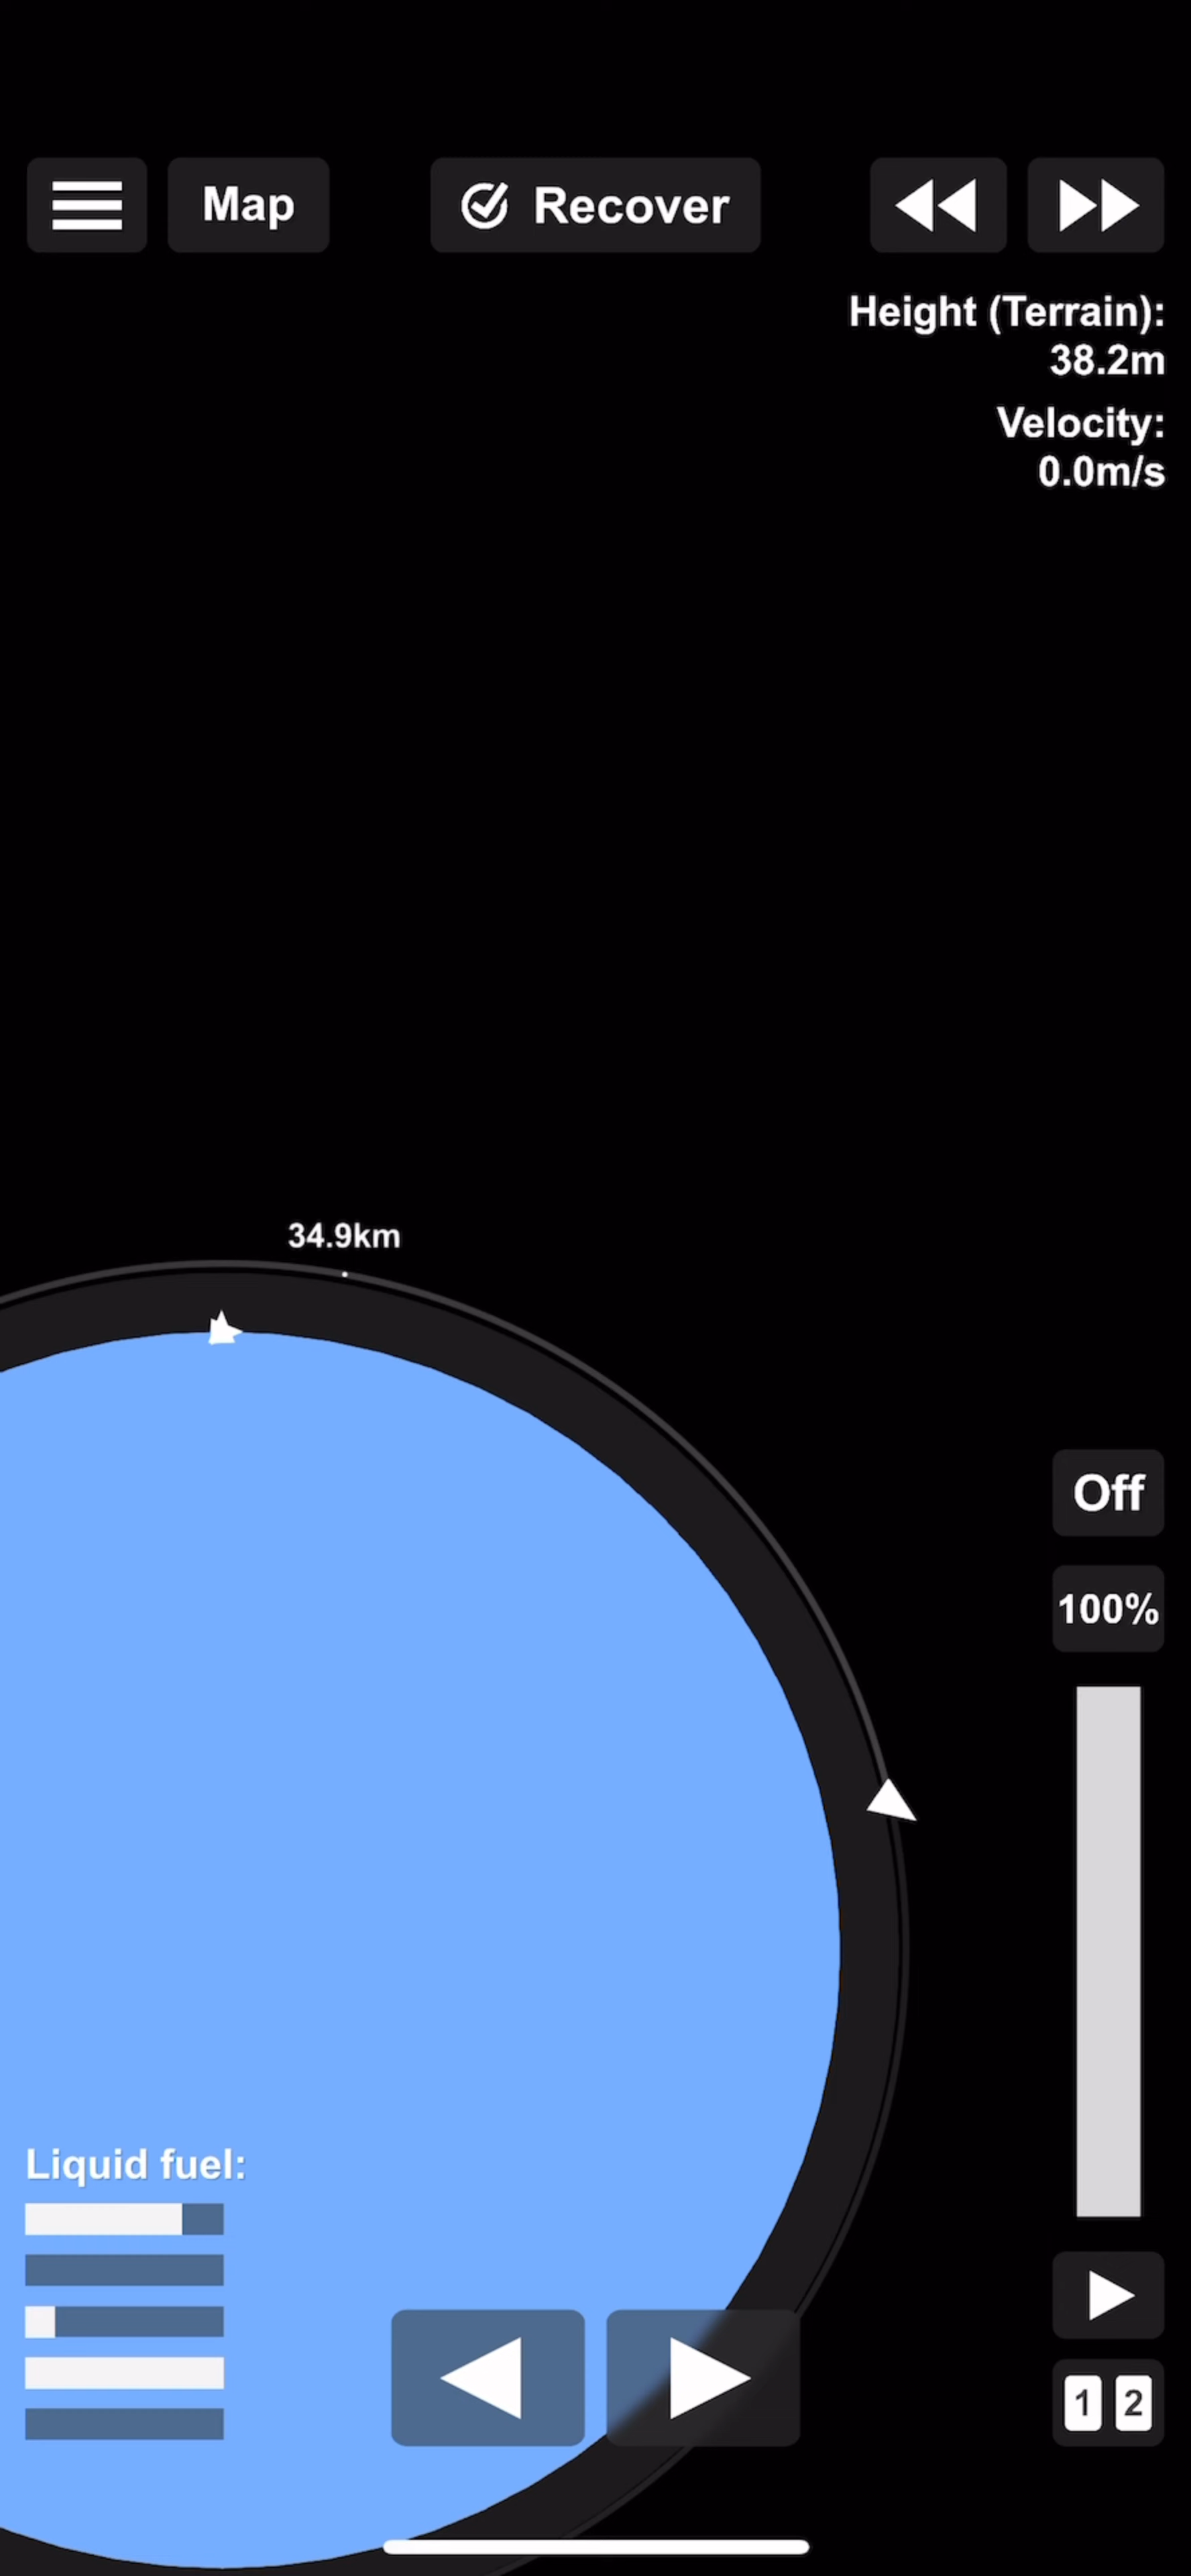 Map
Recover
Height (Terrain):
38.2m
Velocity:
0.0m/s
34.9km
Off
100%
Liquid fuel:
1 2